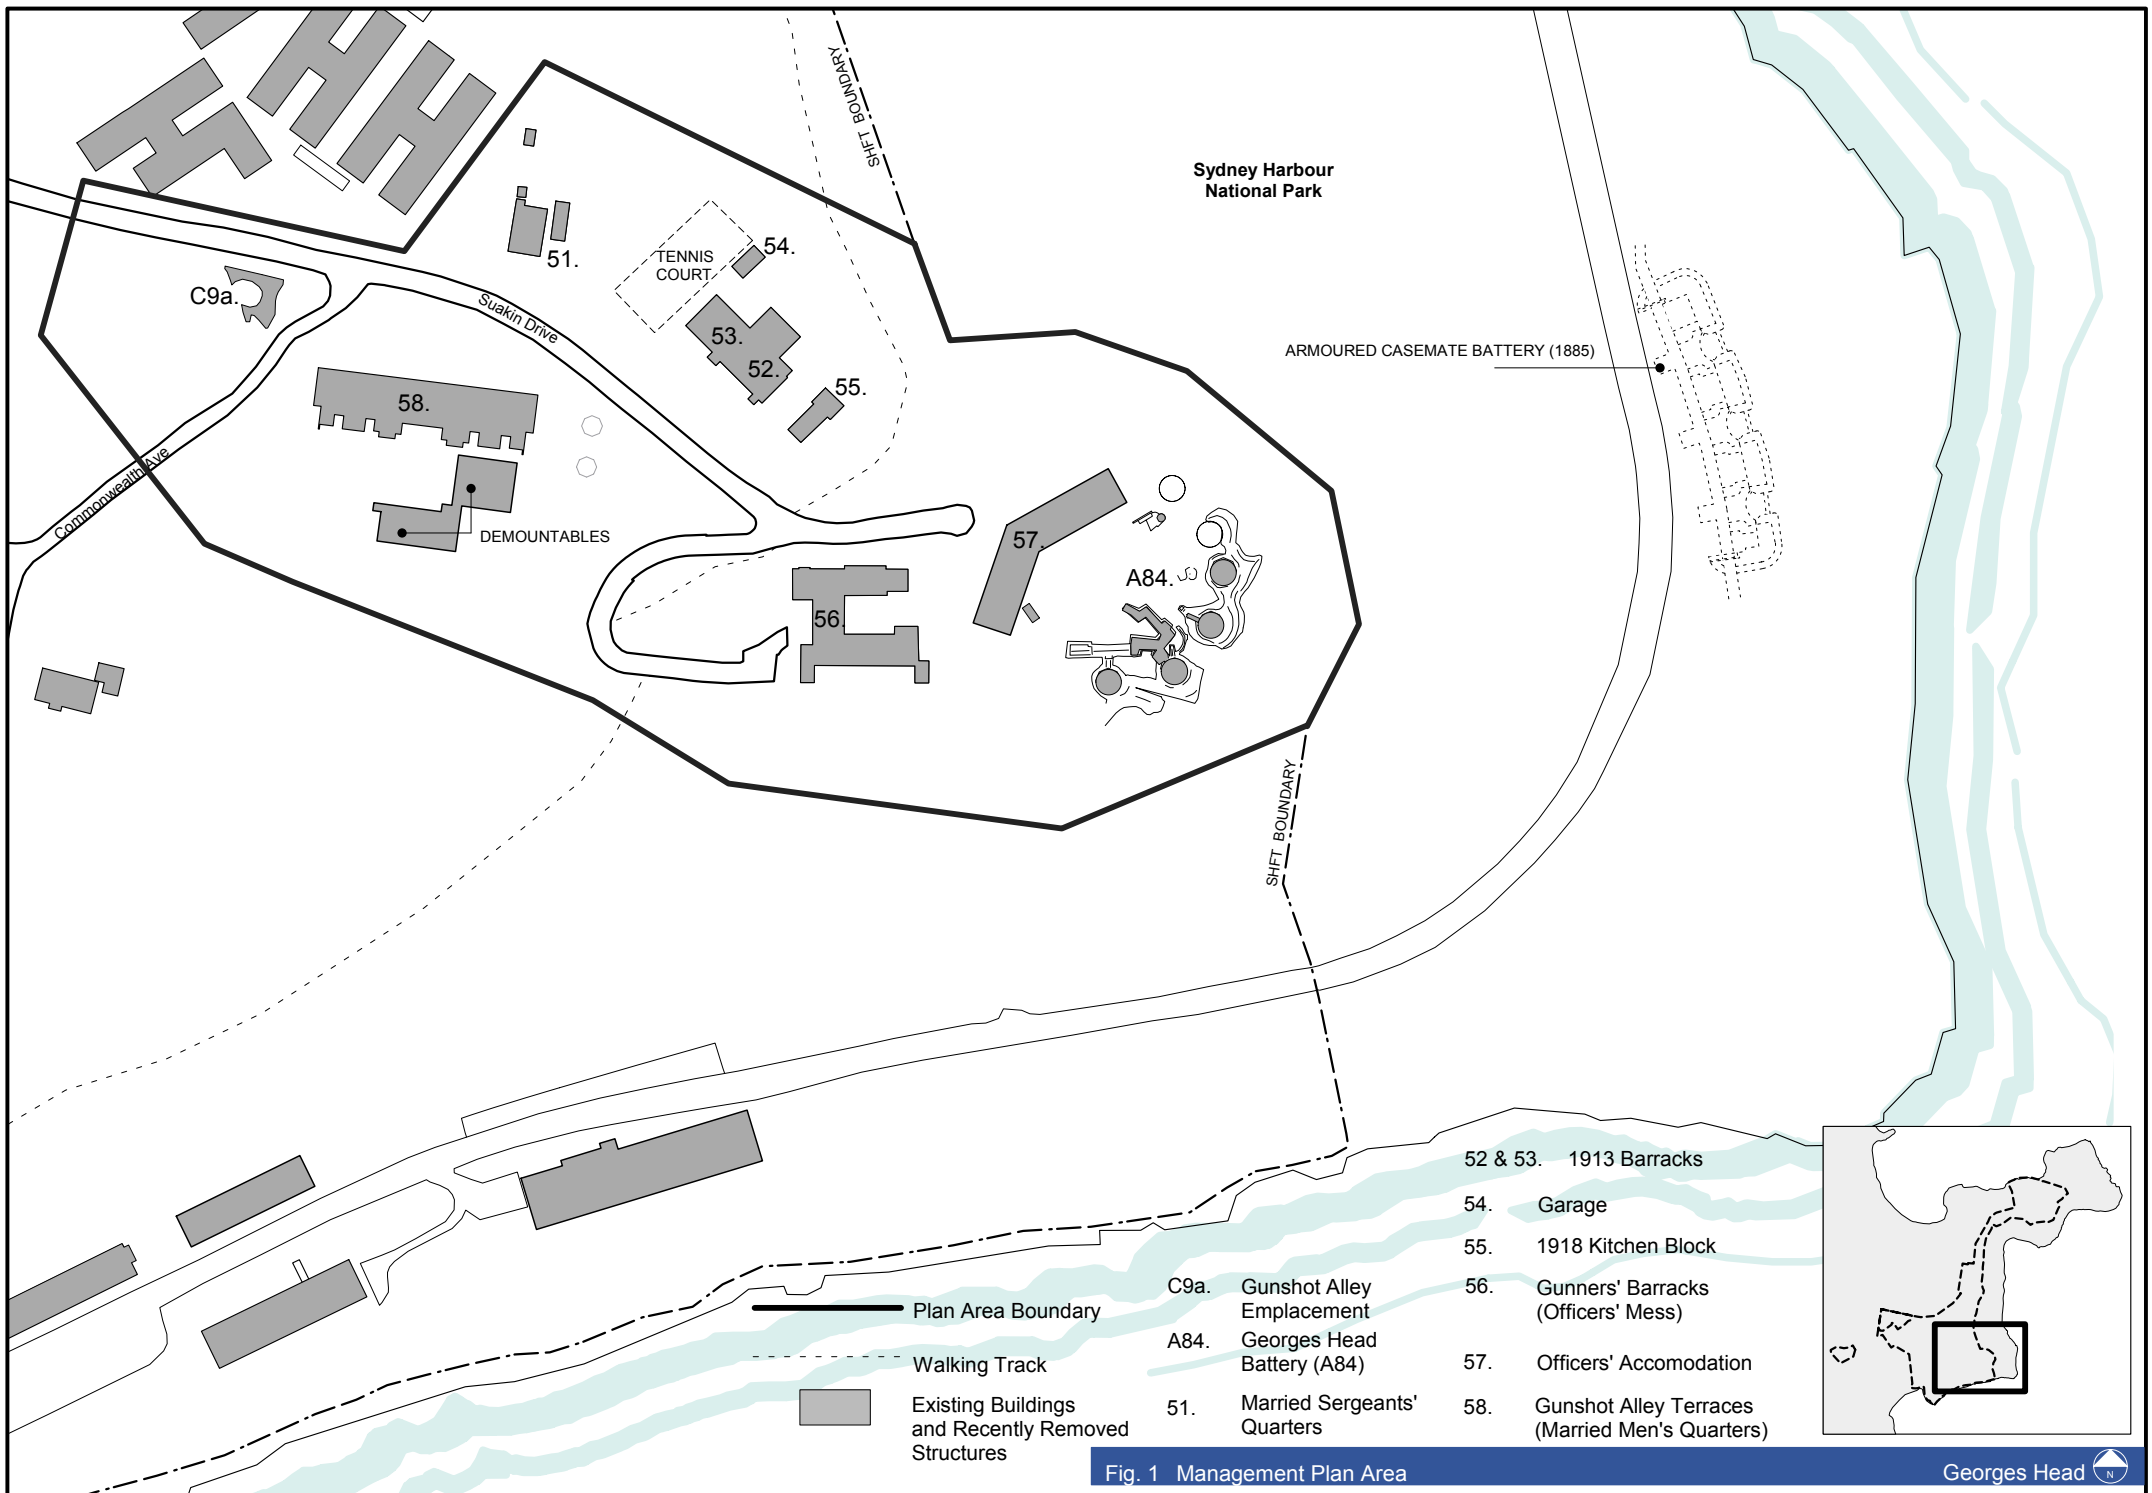 SHFT BOUNDARY
Sydney Harbour
National Park
51.
TENNIS
COURT
54.
C9a.
Suakin Drive
53.
52.
ARMOURED CASEMATE BATTERY (1885)
55.
58.
Commonwealth Ave
DEMOUNTABLES
57.
A84.
56.
SHFT BOUNDARY
Plan Area Boundary
Walking Track
Existing Buildings
and Recently Removed
Structures
C9a. Gunshot Alley
Emplacement
A84. Georges Head
Battery (A84)
51. Married Sergeants'
Quarters
52 & 53. 1913 Barracks
54. Garage
55. 1918 Kitchen Block
56. Gunners' Barracks
(Officers' Mess)
57. Officers' Accomodation
58. Gunshot Alley Terraces
(Married Men's Quarters)
Fig. 1 Management Plan Area
Georges Head
N